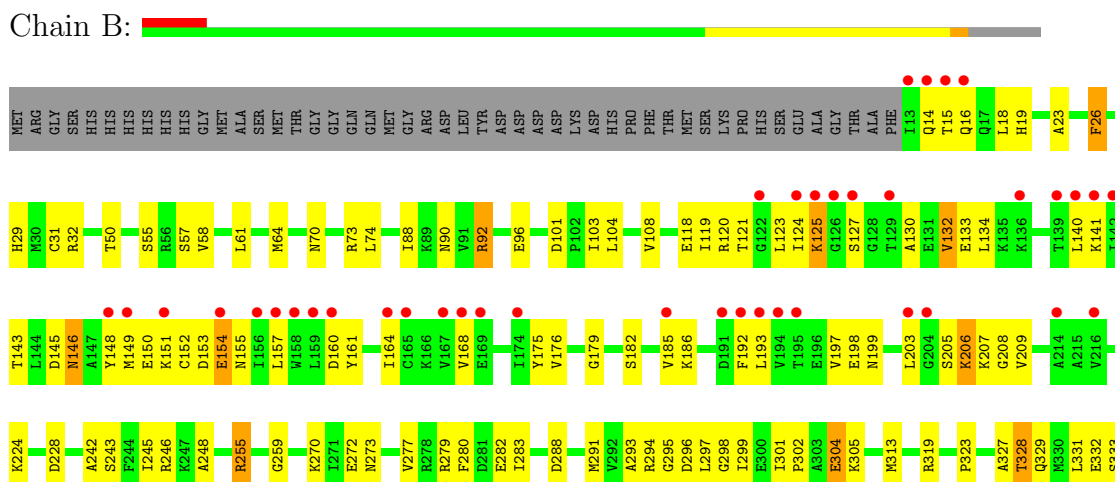 Chain B:
MET ARG GLY SER HIS HIS HIS HIS HIS HIS GLY MET ALA SER MET THR GLY GLY GLN GLN MET GLY ARG ASP LEU TYR ASP ASP ASP ASP LYS ASP HIS PRO PHE THR MET SER LYS PRO HIS SER GLU ALA GLY THR ALA PHE I13 Q14 T15 Q16 Q17 L18 H19 A23 F26
H29 M30 C31 R32 T50 S55 R56 S57 V58 L61 M64 N70 R73 L74 I88 K89 N90 V91 R92 E96 D101 P102 I103 L104 V108 E118 I119 R120 T121 G122 L123 I124 K125 G126 S127 G128 T129 A130 E131 V132 E133 L134 K135 K136 T139 L140 K141
T143 L144 D145 N146 A147 Y148 M149 E150 K151 C152 D153 E154 N155 I156 L157 W158 L159 D160 Y161 I164 C165 K166 V167 V168 E169 I174 Y175 V176 G179 S182 V185 K186 D191 F192 L193 V194 T195 E196 V197 E198 N199 L203 G204 S205 K206 K207 G208 V209 A214 A215 V216
K224 D228 A242 S243 F244 I245 R246 K247 A248 R255 G259 K270 I271 E272 N273 V277 R278 R279 F280 D281 E282 I283 D288 M291 V292 A293 R294 G295 D296 L297 G298 I299 E300 I301 P302 A303 E304 K305 M313 R319 P323 A327 T328 Q329 M330 L331 E332